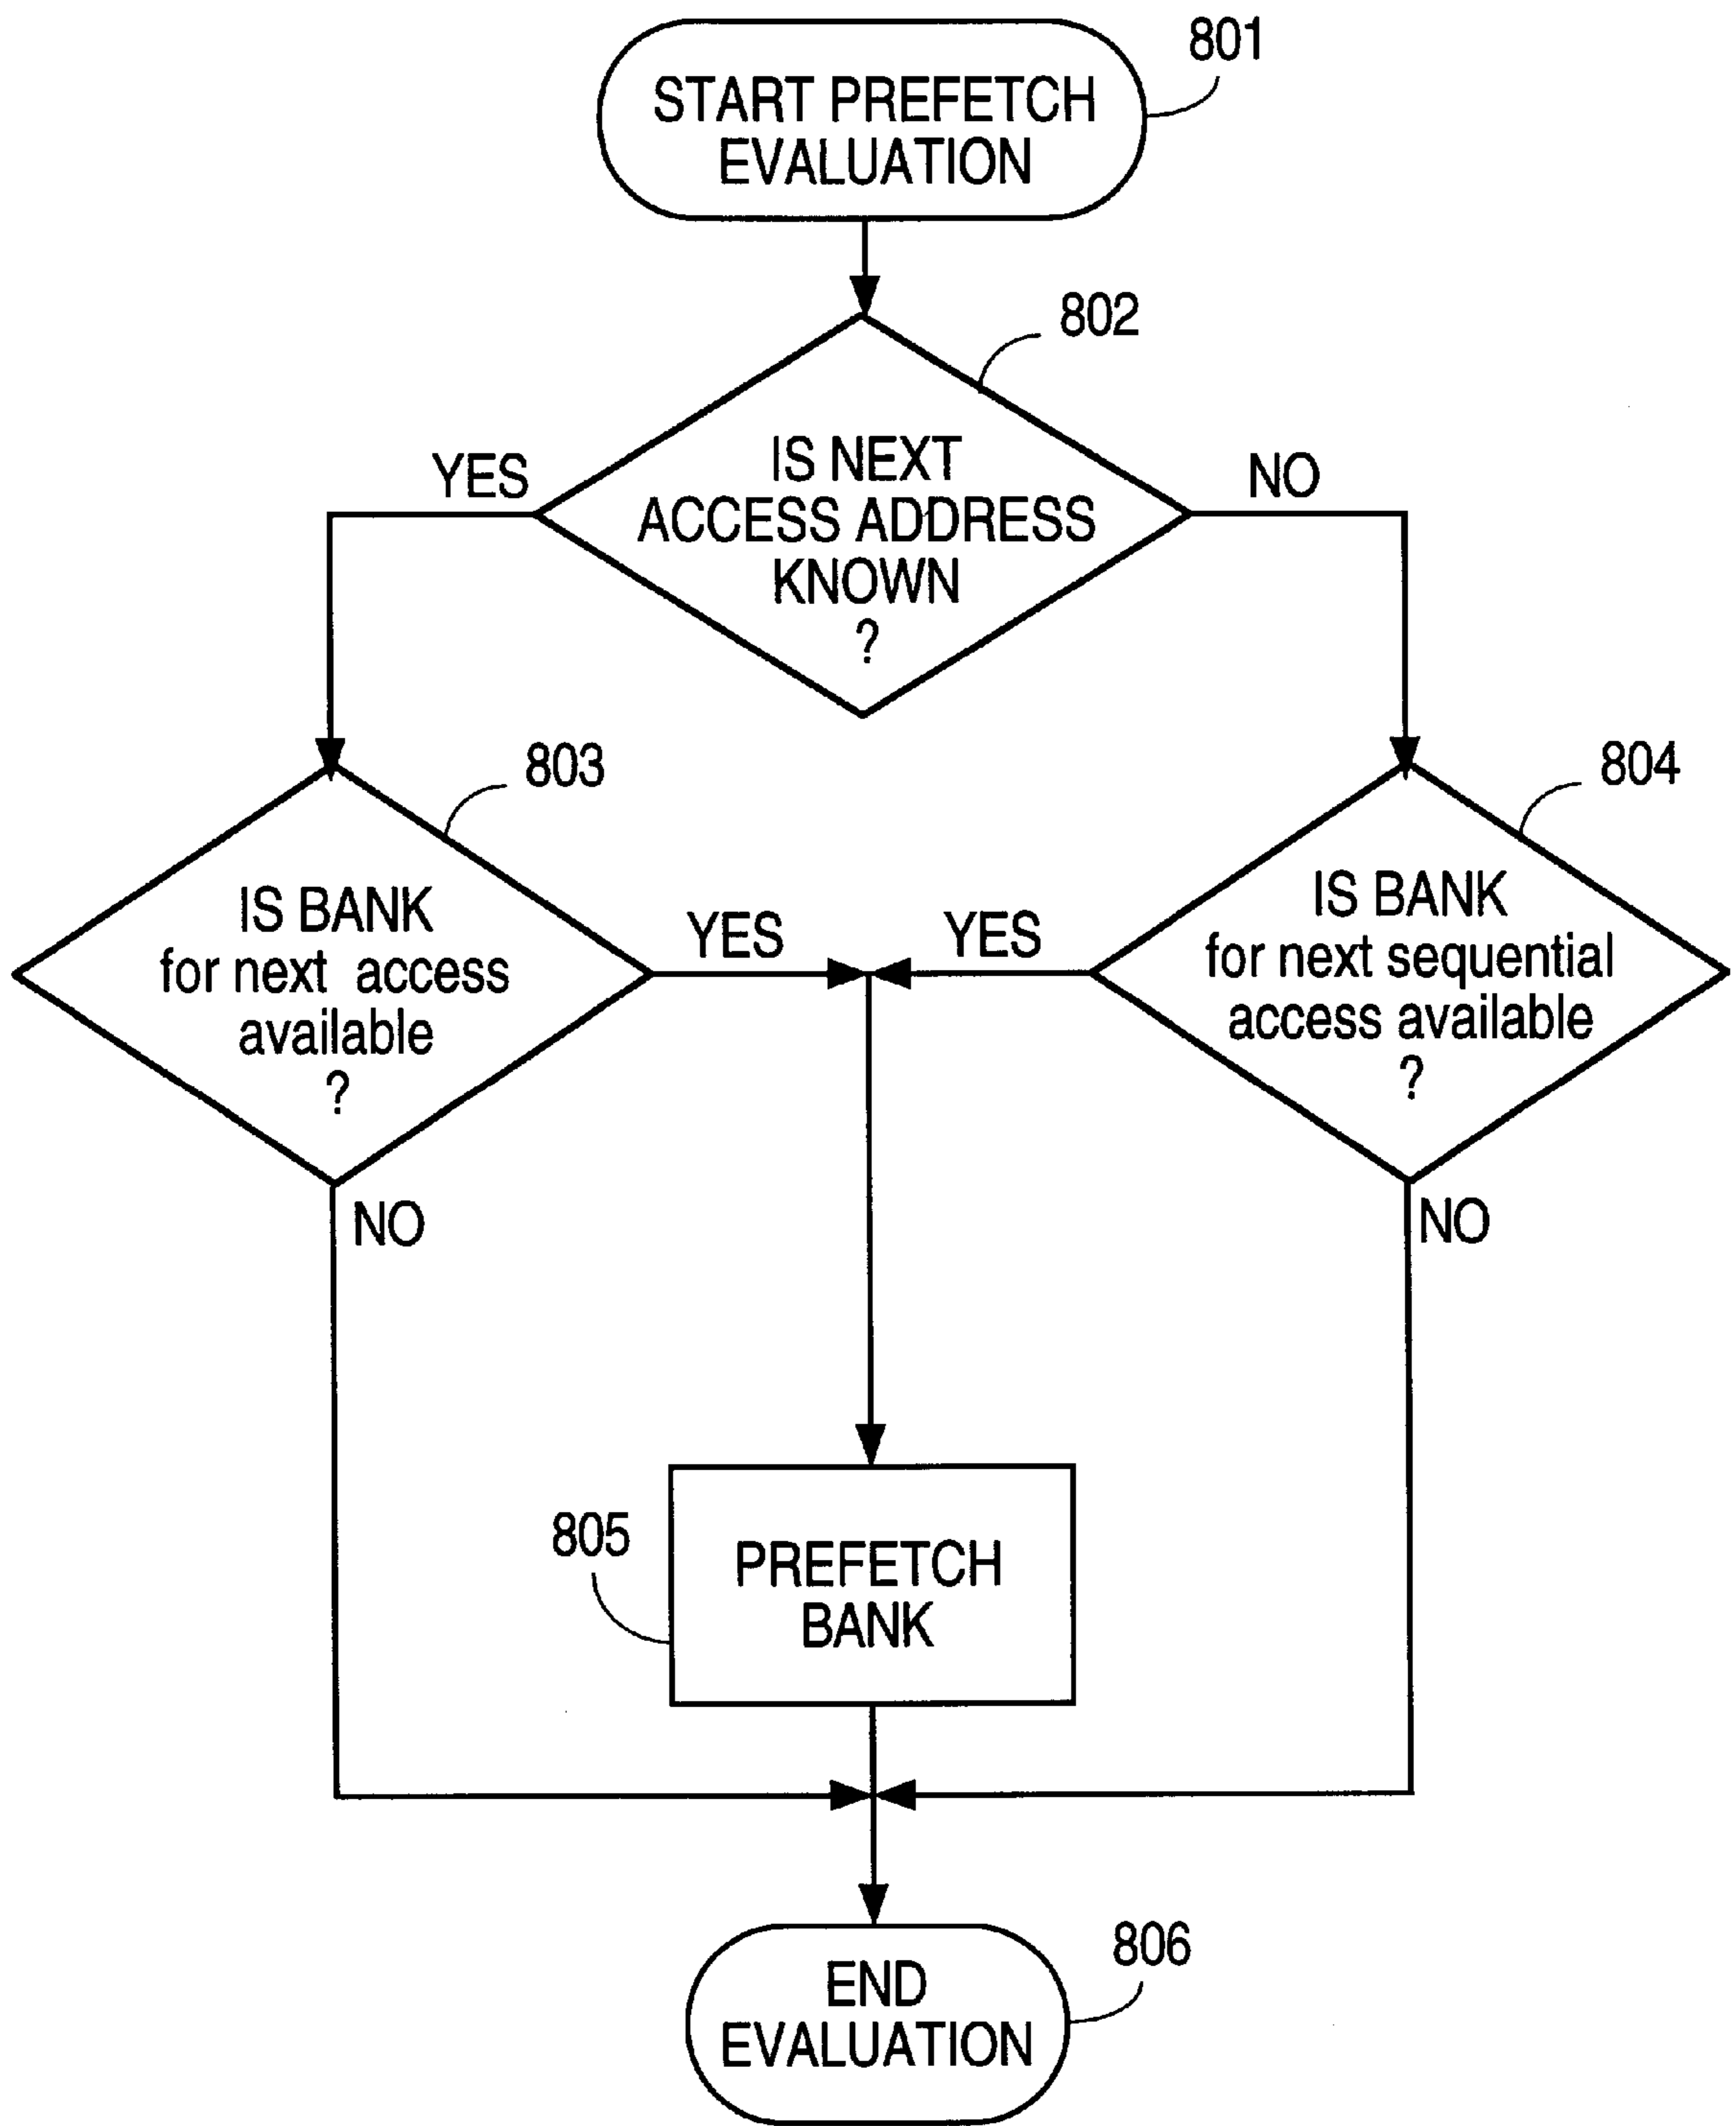 801
START PREFETCH
EVALUATION
802
IS NEXT
ACCESS ADDRESS
KNOWN
?
YES
NO
803
804
IS BANK
for next access
available
?
YES
YES
IS BANK
for next sequential
access available
?
NO
NO
805
PREFETCH
BANK
806
END
EVALUATION